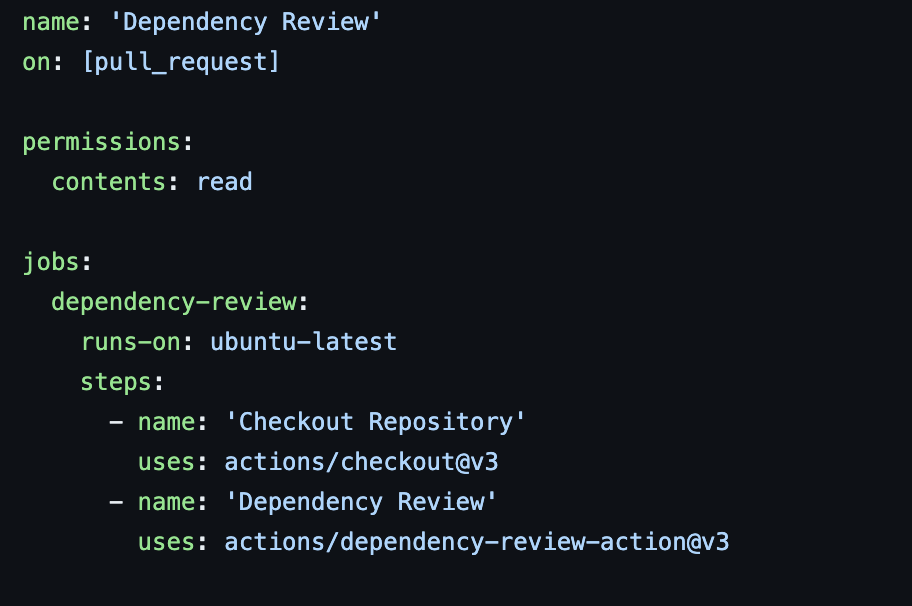 name: 'Dependency Review'
on: [pull_request]

permissions:
  contents: read

jobs:
  dependency-review:
    runs-on: ubuntu-latest
    steps:
      - name: 'Checkout Repository'
        uses: actions/checkout@v3
      - name: 'Dependency Review'
        uses: actions/dependency-review-action@v3